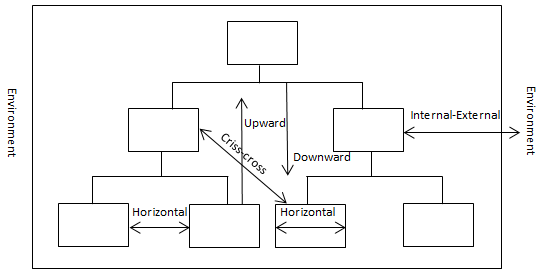 Environment
Environment
Internal-External
Upward
Criss-cross
Downward
Horizontal
Horizontal